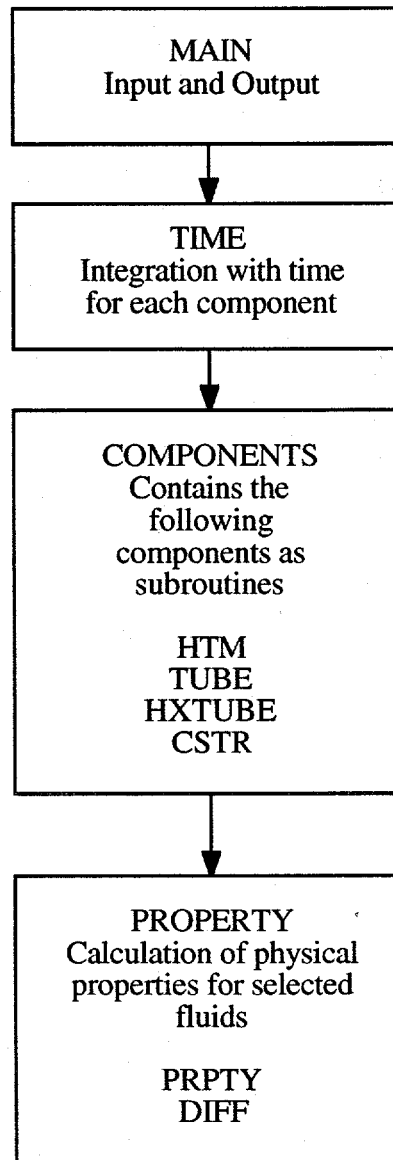 MAIN
Input and Output
TIME
Integration with time
for each component
COMPONENTS
Contains the
following
components as
subroutines
HTM
TUBE
HXTUBE
CSTR
PROPERTY
Calculation of physical
properties for selected
fluids
PRPTY
DIFF